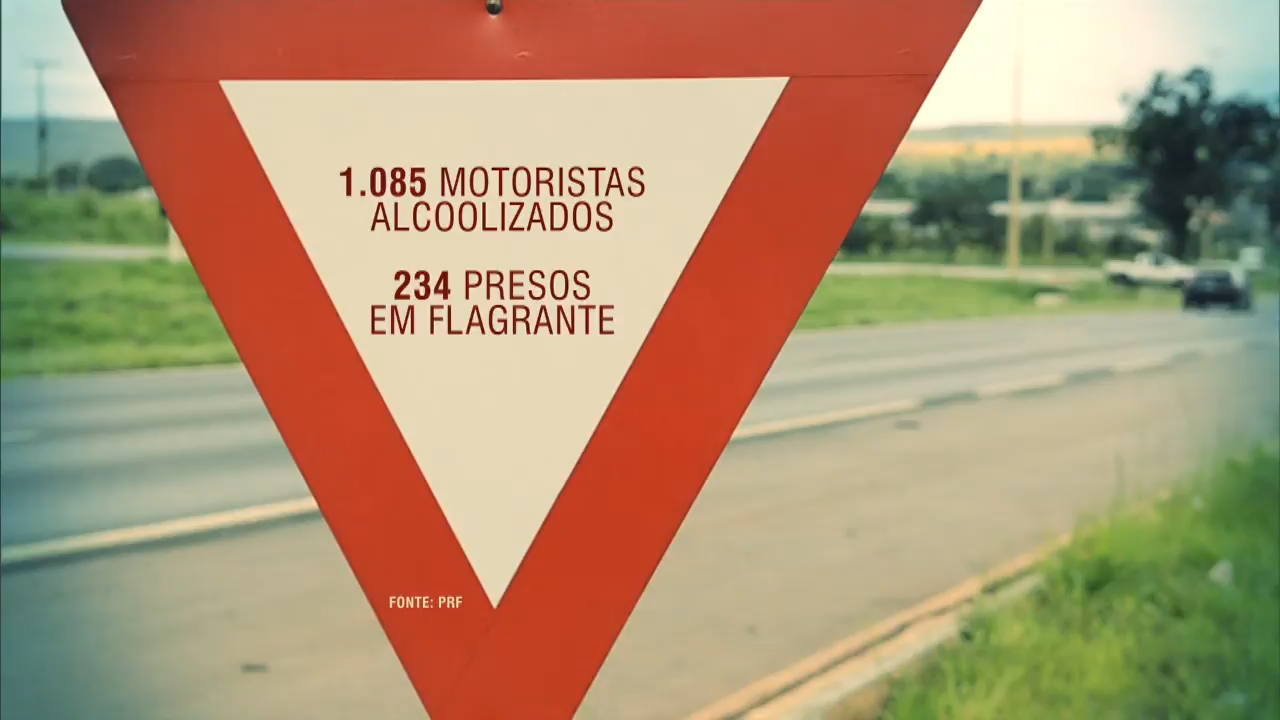 1.085 MOTORISTAS
ALCOOLIZADOS
234 PRESOS
EM FLAGRANTE
FONTE: PRF